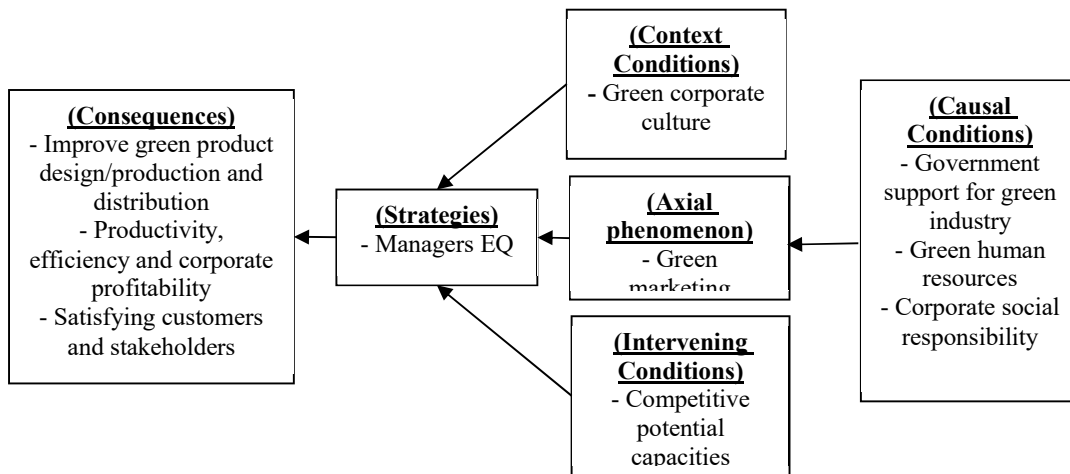 (Consequences)
- Improve green product
design/production and
distribution
- Productivity,
efficiency and corporate
profitability
- Satisfying customers
and stakeholders
(Strategies)
- Managers EQ
(Context
Conditions)
- Green corporate
culture
(Axial
phenomenon)
- Green
marketing
(Intervening
Conditions)
- Competitive
potential
capacities
(Causal
Conditions)
- Government
support for green
industry
- Green human
resources
- Corporate social
responsibility